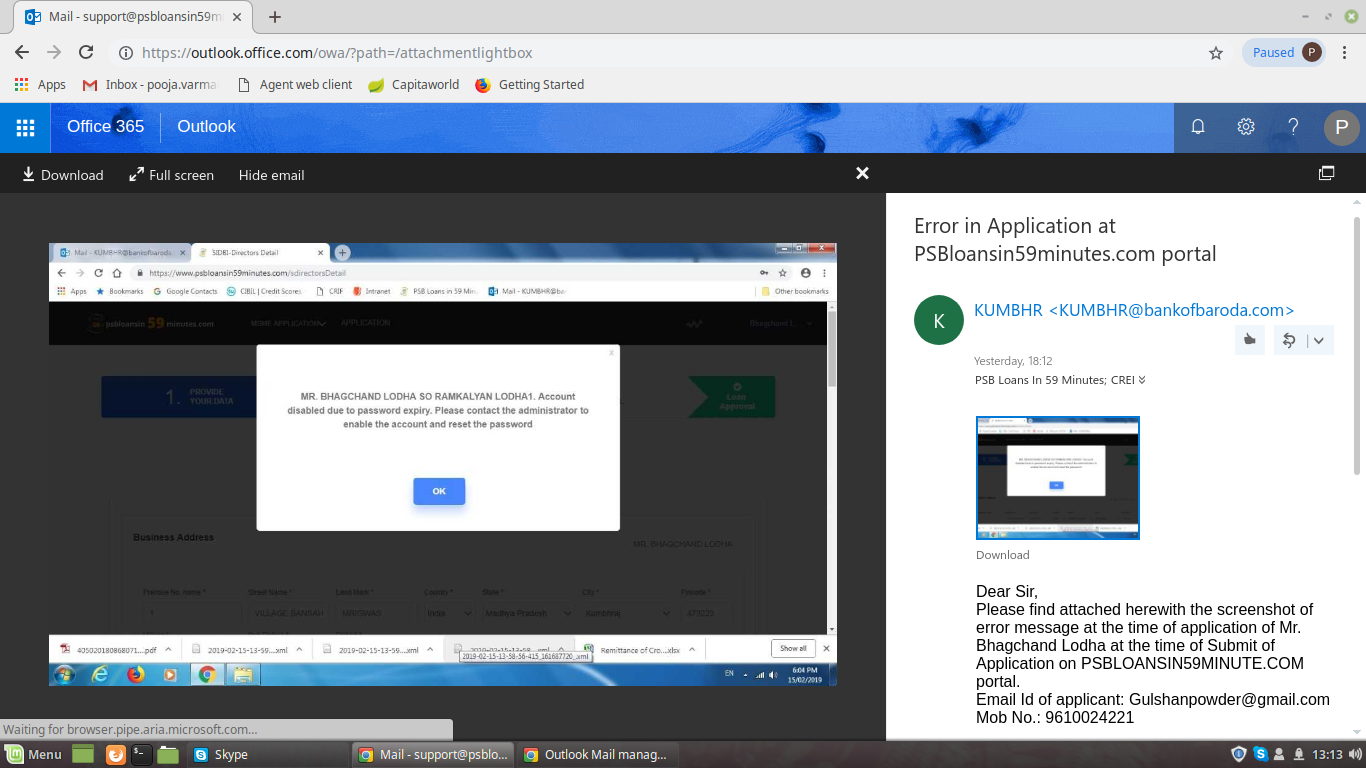 Mail - support@psbloansin59m
https://outlook.office.com/owa/?path=/attachmentlightbox
Paused P
Apps
Inbox - pooja.varma
Agent web client
Capitaworld
Getting Started
Office 365
Outlook
P
Download
Full screen
Hide email
Mail - KUMBHR@bankofbaroda
SIDBI-Directors Detail
https://www.psbloansin59minutes.com/sdirectorsDetail
Apps
Bookmarks
Google Contacts
CIBIL | Credit Scores
CRIF
Intranet
PSB Loans in 59 Min
Mail - KUMBHR@ba
Other bookmarks
psbloansin 59 minutes.com
MSME APPLICATION
APPLICATION
Bhagchand L...
x
1. PROVIDE
YOUR DATA
Loan
Approval
MR. BHAGCHAND LODHA SO RAMKALYAN LODHA1. Account
disabled due to password expiry. Please contact the administrator to
enable the account and reset the password
OK
Business Address
MR. BHAGCHAND LODHA
Premise No. Name *
Street Name *
Land Mark *
Country *
State *
City *
Pincode *
1
VILLAGE BANSAH
India
Madhya Pradesh
Kumbhraj
405020180868071....pdf
2019-02-15-13-59....xml
2019-02-15-13-59....xml
2019-02-15-13-58....xml
Remittance of Cro....xlsx
Show all
2019-02-15-13-58-56-415_161687720_.xml
EN
6:04 PM
15/02/2019
Error in Application at
PSBloansin59minutes.com portal
K
KUMBHR <KUMBHR@bankofbaroda.com>
Yesterday, 18:12
PSB Loans In 59 Minutes; CREI
Download
Dear Sir,
Please find attached herewith the screenshot of
error message at the time of application of Mr.
Bhagchand Lodha at the time of Submit of
Application on PSBLOANSIN59MINUTE.COM
portal.
Email Id of applicant: Gulshanpowder@gmail.com
Mob No.: 9610024221
Waiting for browser.pipe.aria.microsoft.com...
Menu
Skype
Mail - support@psblo...
Outlook Mail manag...
13:13